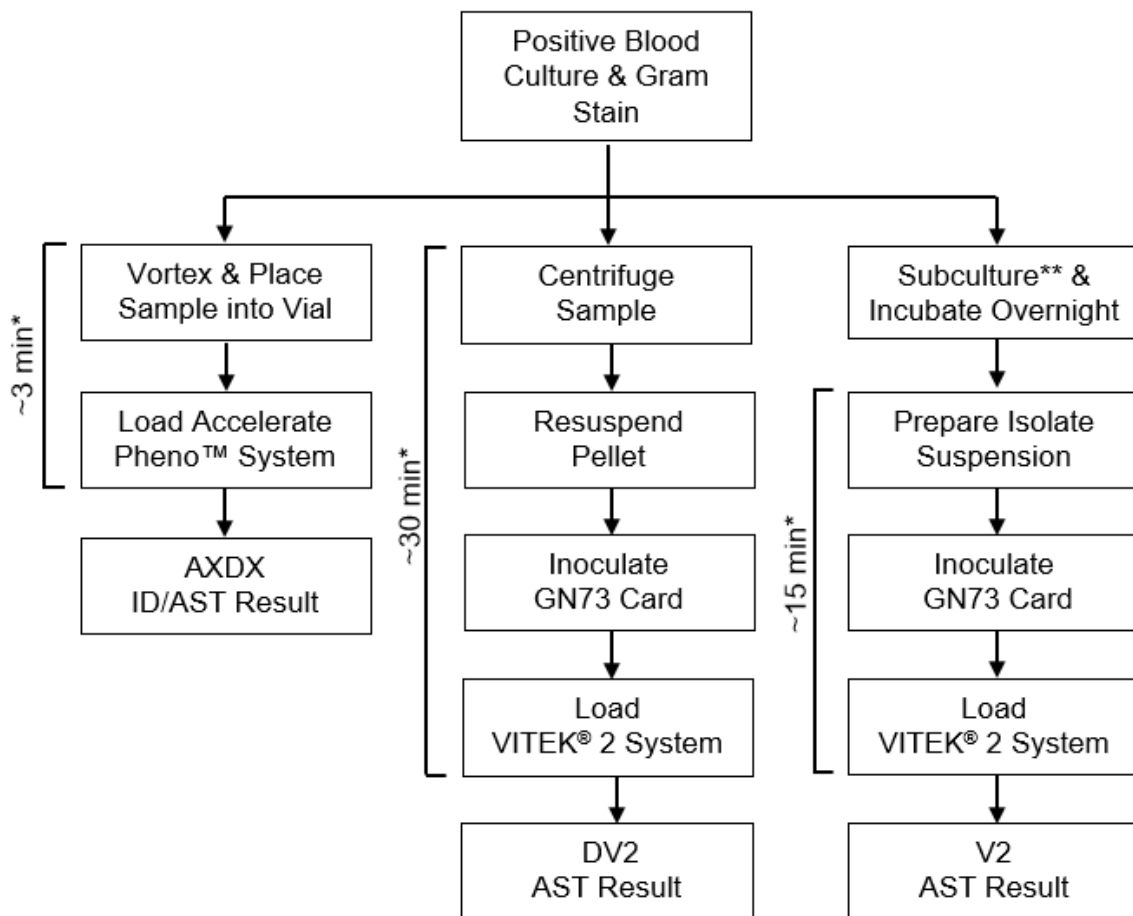 Positive Blood
Culture & Gram
Stain
~3 min*
Vortex & Place
Sample into Vial
Load Accelerate
Pheno™ System
AXDX
ID/AST Result
~30 min*
Centrifuge
Sample
Resuspend
Pellet
Inoculate
GN73 Card
Load
VITEK® 2 System
DV2
AST Result
Subculture** &
Incubate Overnight
~15 min*
Prepare Isolate
Suspension
Inoculate
GN73 Card
Load
VITEK® 2 System
V2
AST Result